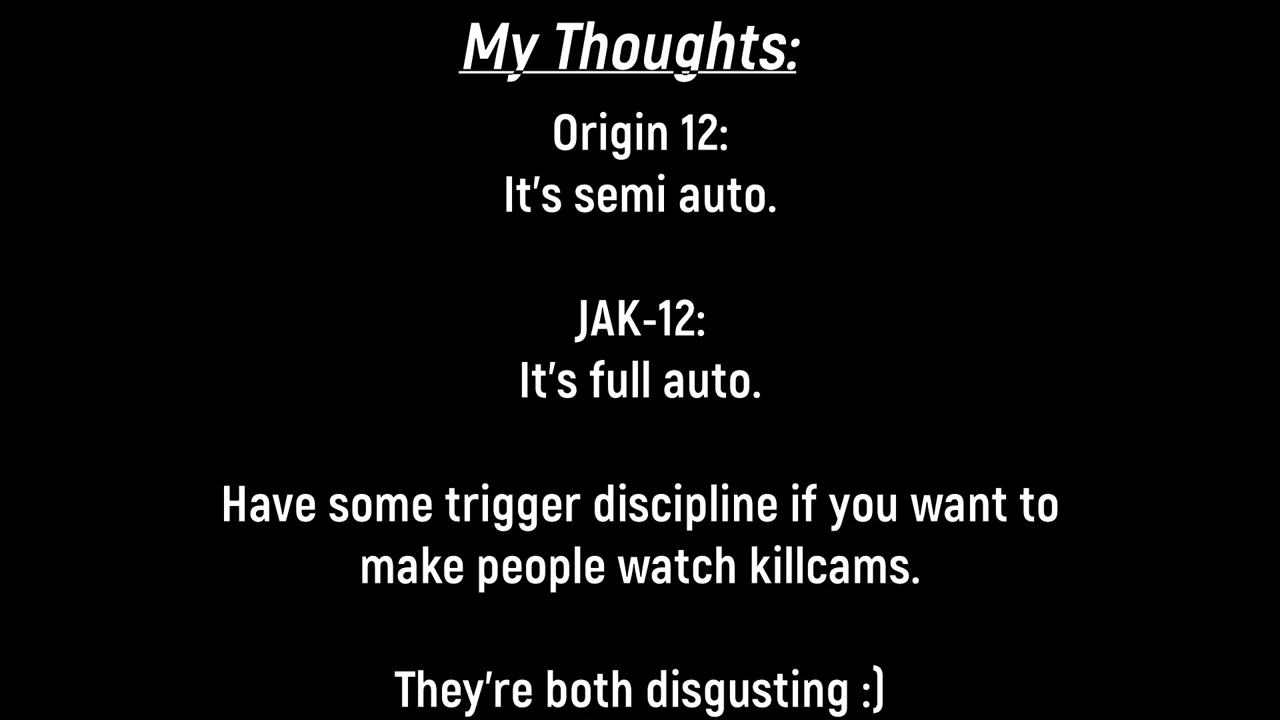 My Thoughts:
Origin 12:
It's semi auto.
JAK-12:
It's full auto.
Have some trigger discipline if you want to
make people watch killcams.
They're both disgusting :)